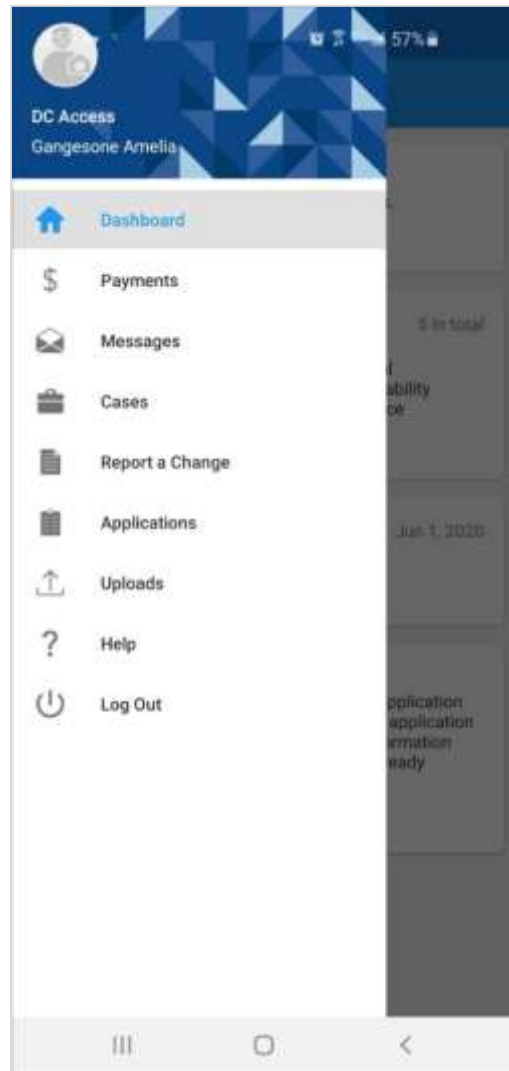 57%
DC Access
Gangesone Amelia
Dashboard
Payments
Messages
in total
Cases
ability
Report a Change
Applications
Jun 1, 2020
Uploads
Help
Log Out
pplication
application
rmation
eady